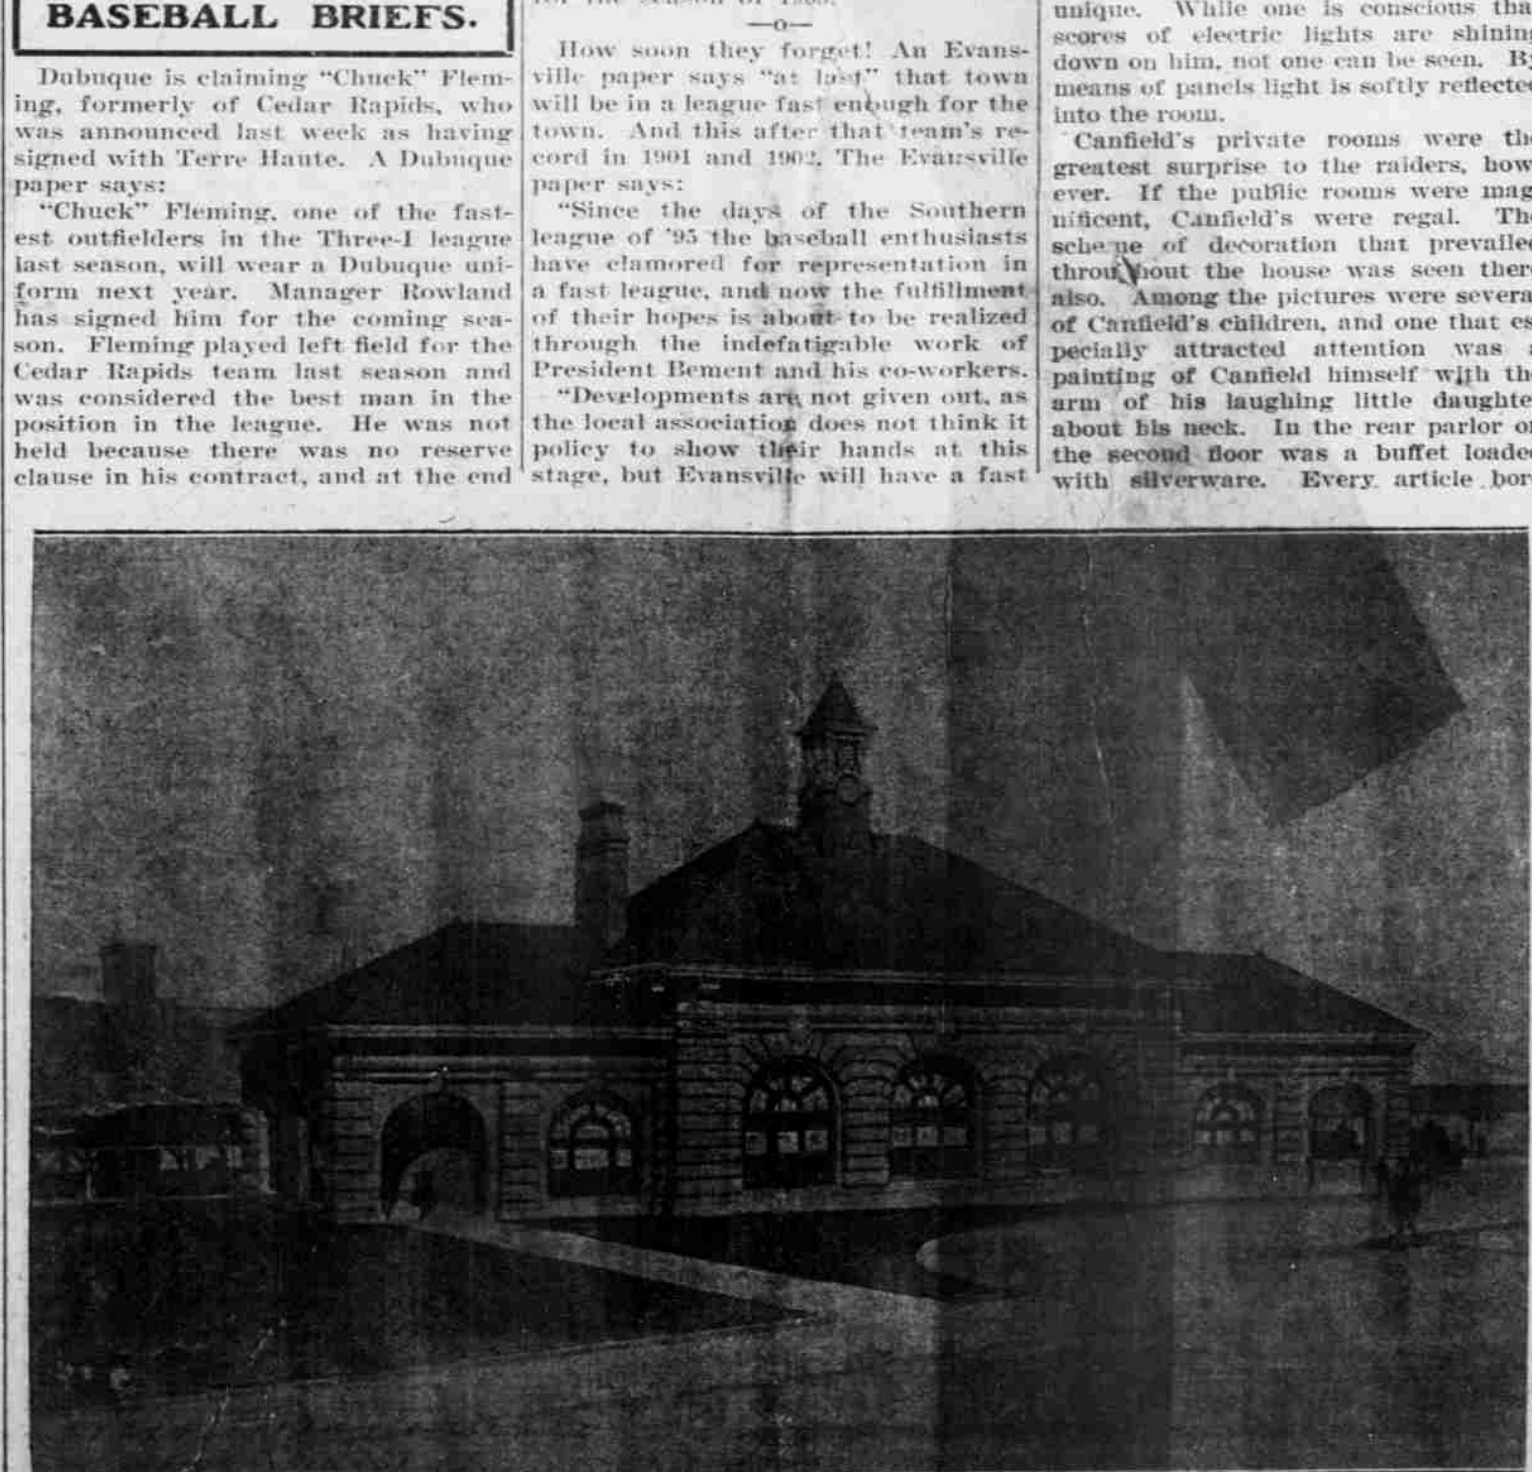 BASEBALL BRIEFS.
Dubuque is claiming "Chuck" Flem-
ing, formerly of Cedar Rapids, who
was announced last week as having
signed with Terre Haute. A Dubuque
paper says:
"Chuck" Fleming, one of the fast-
est outfielders in the Three-I league
last season, will wear a Dubuque uni-
form next year. Manager Rowland
has signed him for the coming sea-
son. Fleming played left field for the
Cedar Rapids team last season and
was considered the best man in the
position in the league. He was not
held because there was no reserve
clause in his contract, and at the end
for the season of
—o—
How soon they forget! An Evans-
ville paper says "at last" that town
will be in a league fast enough for the
town. And this after that team's re-
cord in 1901 and 1902. The Evansville
paper says:
"Since the days of the Southern
league of '95 the baseball enthusiasts
have clamored for representation in
a fast league, and now the fulfillment
of their hopes is about to be realized
through the indefatigable work of
President Bement and his co-workers.
"Developments are not given out, as
the local association does not think it
policy to show their hands at this
stage, but Evansville will have a fast
unique. While one is conscious tha
scores of electric lights are shinin
down on him, not one can be seen. B
means of panels light is softly reflecte
into the room.
Canfield's private rooms were th
greatest surprise to the raiders, how
ever. If the public rooms were mag
nificent, Canfield's were regal. Th
scheme of decoration that prevaile
throughout the house was seen ther
also. Among the pictures were severa
of Canfield's children, and one that es
pecially attracted attention was a
painting of Canfield himself with th
arm of his laughing little daughte
about his neck. In the rear parlor o
the second floor was a buffet loade
with silverware. Every article bor